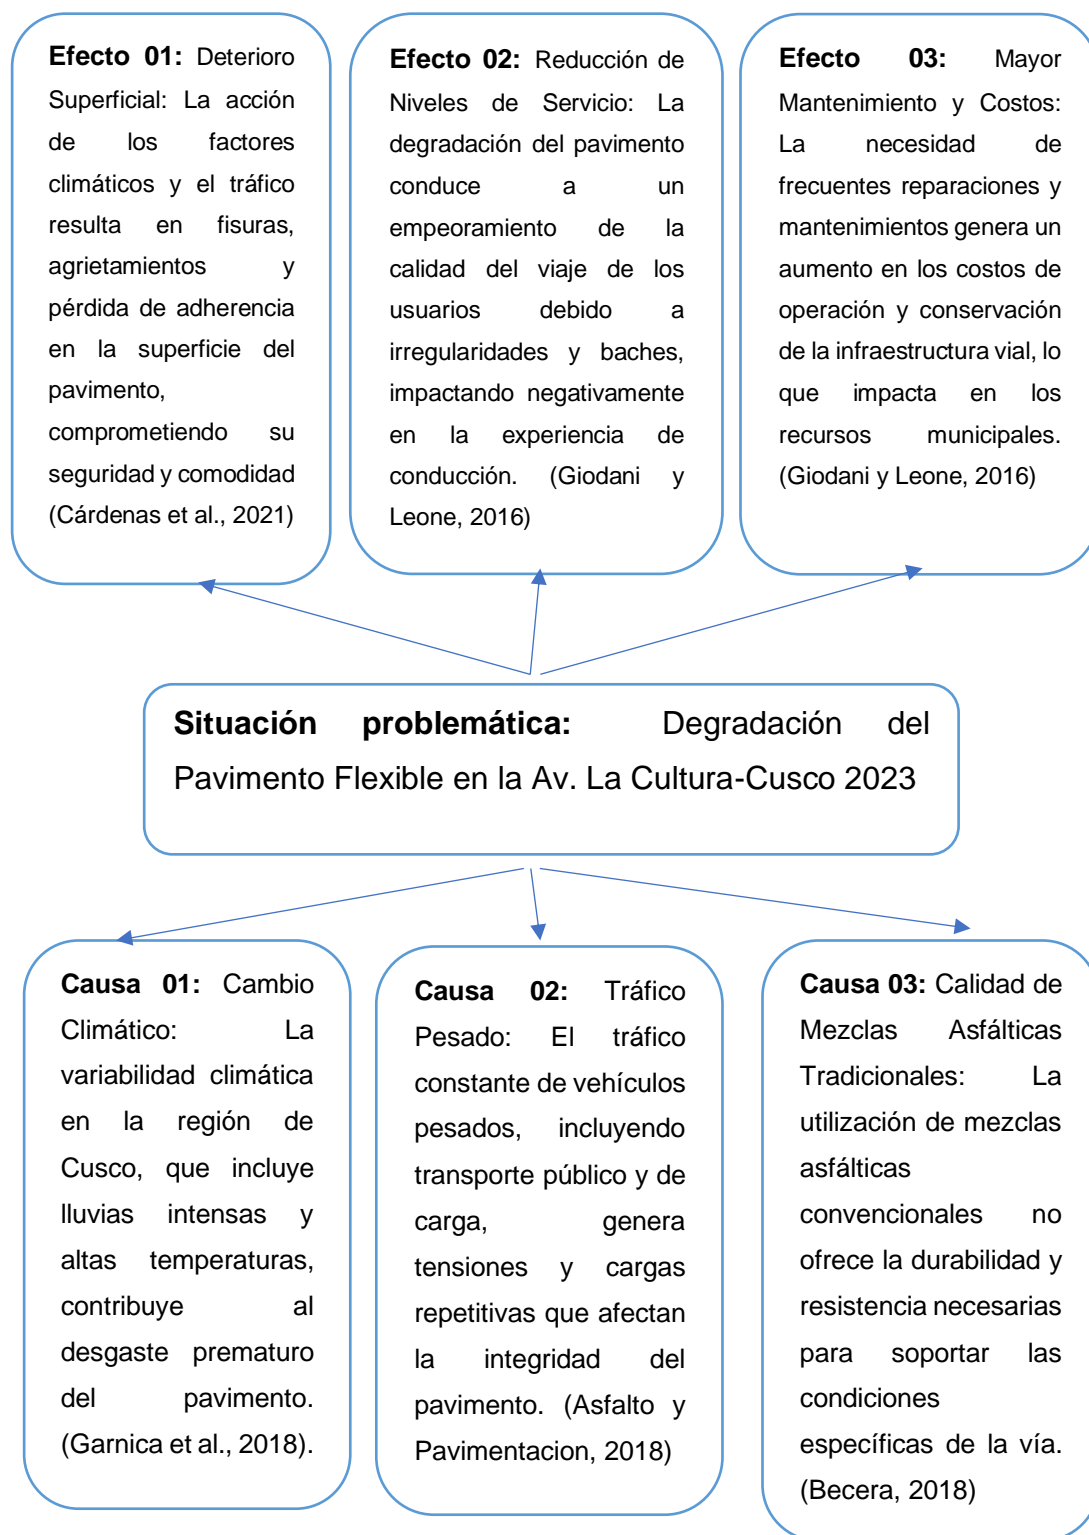 Efecto 01: Deterioro
Superficial: La acción
de los factores
climáticos y el tráfico
resulta en fisuras,
agrietamientos y
pérdida de adherencia
en la superficie del
pavimento,
comprometiendo su
seguridad y comodidad
(Cárdenas et al., 2021)
Efecto 02: Reducción de
Niveles de Servicio: La
degradación del pavimento
conduce a un
empeoramiento de la
calidad del viaje de los
usuarios debido a
irregularidades y baches,
impactando negativamente
en la experiencia de
conducción. (Giodani y
Leone, 2016)
Efecto 03: Mayor
Mantenimiento y Costos:
La necesidad de
frecuentes reparaciones y
mantenimientos genera un
aumento en los costos de
operación y conservación
de la infraestructura vial, lo
que impacta en los
recursos municipales.
(Giodani y Leone, 2016)
Situación problemática: Degradación del
Pavimento Flexible en la Av. La Cultura-Cusco 2023
Causa 01: Cambio
Climático: La
variabilidad climática
en la región de
Cusco, que incluye
lluvias intensas y
altas temperaturas,
contribuye al
desgaste prematuro
del pavimento.
(Garnica et al., 2018).
Causa 02: Tráfico
Pesado: El tráfico
constante de vehículos
pesados, incluyendo
transporte público y de
carga, genera
tensiones y cargas
repetitivas que afectan
la integridad del
pavimento. (Asfalto y
Pavimentacion, 2018)
Causa 03: Calidad de
Mezclas Asfálticas
Tradicionales: La
utilización de mezclas
asfálticas
convencionales no
ofrece la durabilidad y
resistencia necesarias
para soportar las
condiciones
específicas de la vía.
(Becera, 2018)